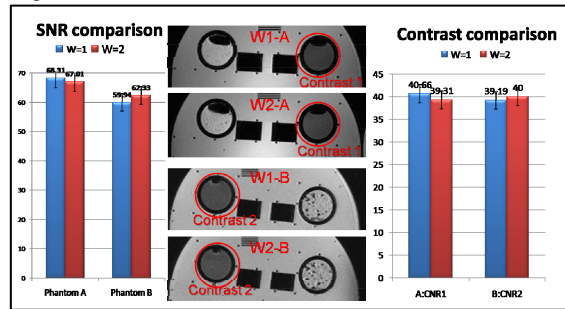 SNR comparison
W=1 W=2
70
60
50
40
30
20
10
0
68.31
67.01
59.94
62.33
Phantom A Phantom B
W1-A
Contrast 1
W2-A
Contrast 1
W1-B
Contrast 2
W2-B
Contrast 2
Contrast comparison
W=1 W=2
45
40
35
30
25
20
15
10
5
0
40.66
39.31
39.19
40
A:CNR1 B:CNR2